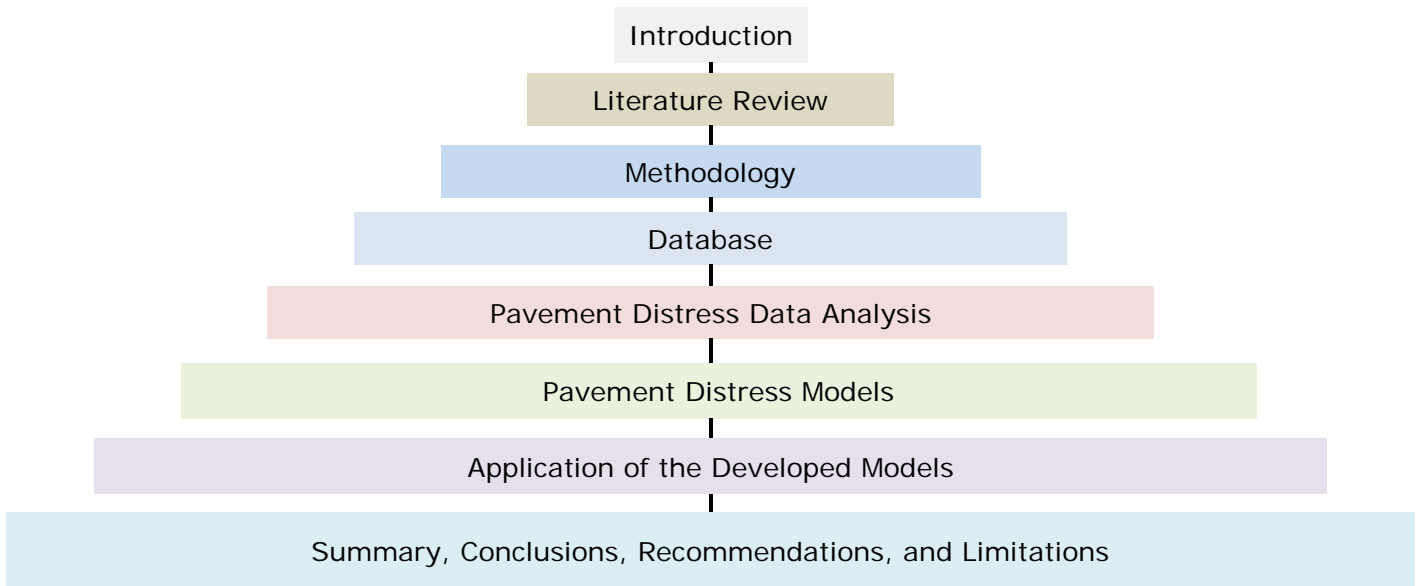 Introduction
Literature Review
Methodology
Database
Pavement Distress Data Analysis
Pavement Distress Models
Application of the Developed Models
Summary, Conclusions, Recommendations, and Limitations